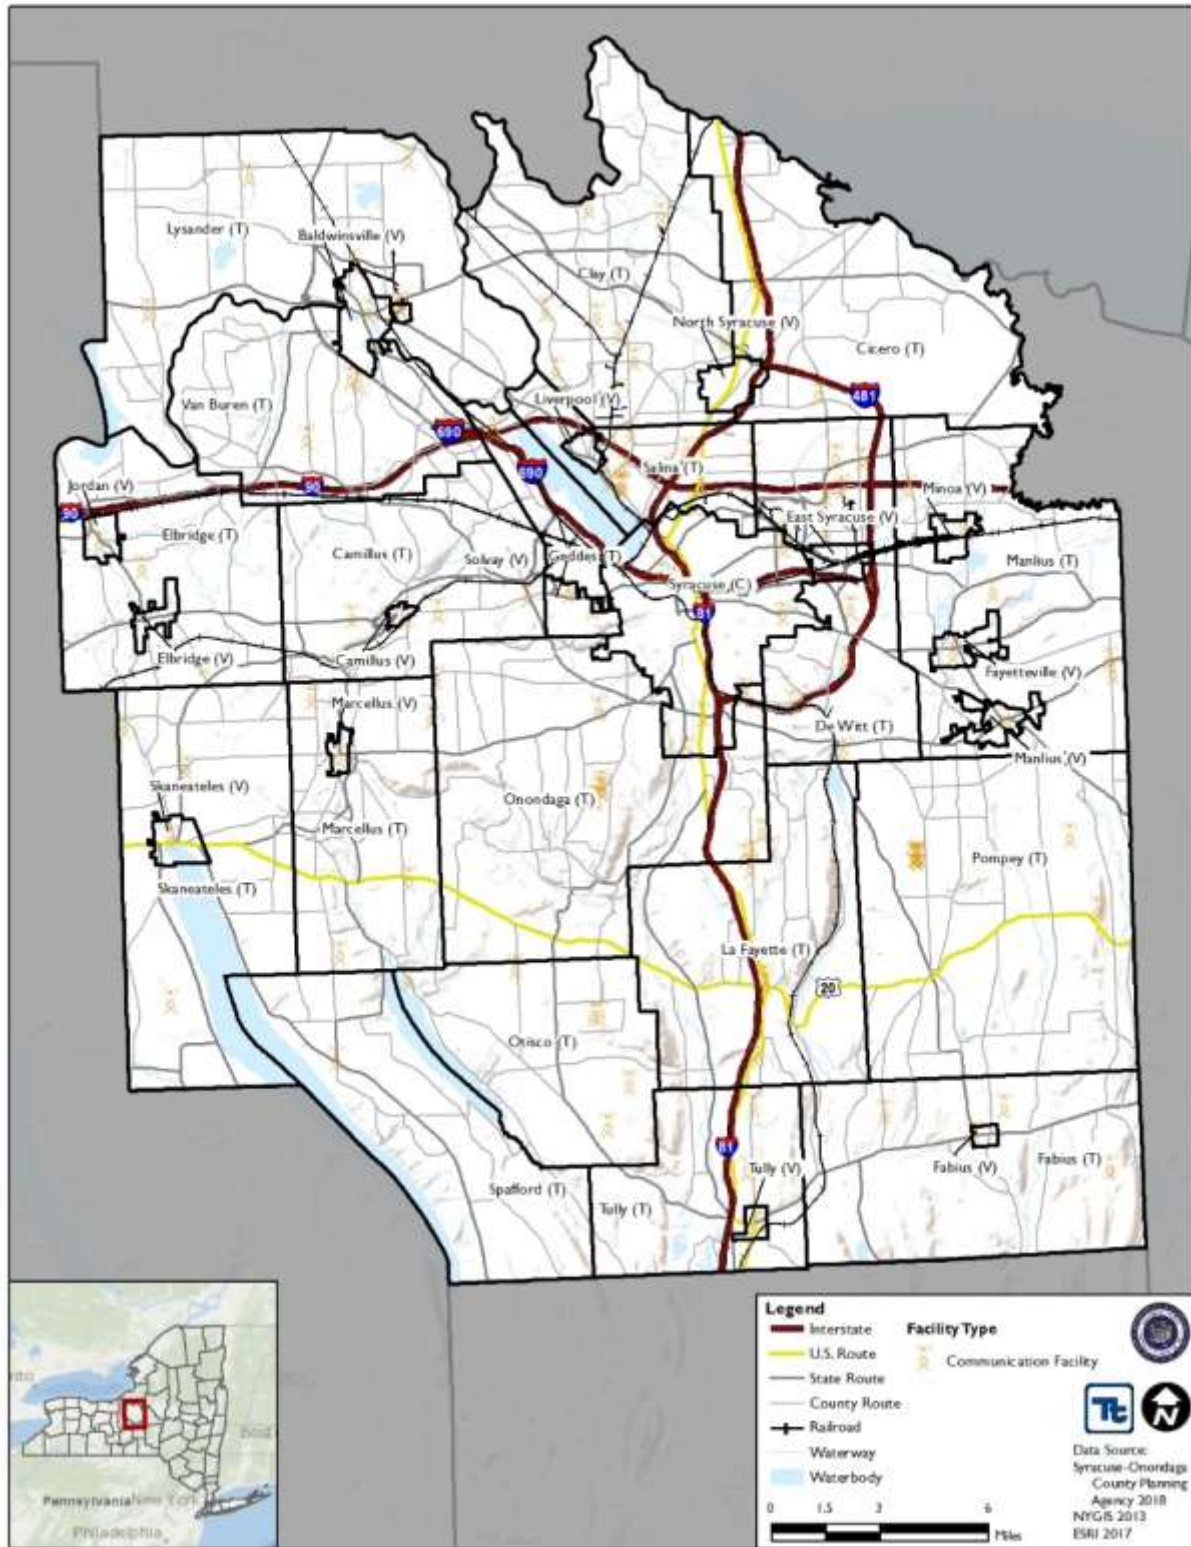 Lysander (T)
Baldwinsville (V)
Clay (T)
North Syracuse (V)
Cicero (T)
Van Buren (T)
Liverpool (V)
481
690
690
Salina (T)
Jordan (V)
90
90
Minoa (V)
East Syracuse (V)
Elbridge (T)
Camillus (T)
Solvay (V)
Geddes (T)
Manlius (T)
Syracuse (C)
81
Elbridge (V)
Camillus (V)
Fayetteville (V)
Marcellus (V)
De Witt (T)
Manlius (V)
Skaneateles (V)
Onondaga (T)
Marcellus (T)
Pompey (T)
Skaneateles (T)
La Fayette (T)
20
Otisco (T)
81
Tully (V)
Fabius (V)
Fabius (T)
Spafford (T)
Tully (T)
Pennsylvania
New York
Philadelphia
Legend
Interstate
U.S. Route
State Route
County Route
Railroad
Waterway
Waterbody
Facility Type
Communication Facility
Tt
N
Data Source:
Syracuse-Onondaga
County Planning
Agency 2018
NYGIS 2013
ESRI 2017
0 1.5 3 6
Miles